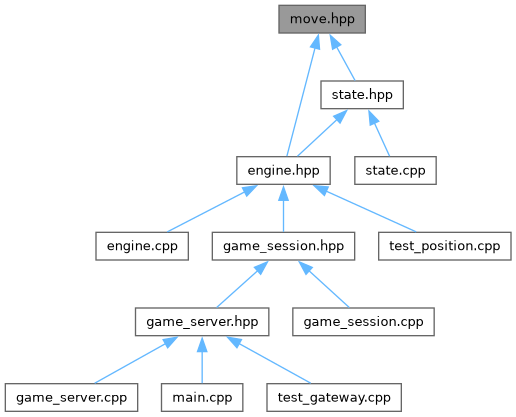 move.hpp
state.hpp
engine.hpp
state.cpp
engine.cpp
game_session.hpp
test_position.cpp
game_server.hpp
game_session.cpp
game_server.cpp
main.cpp
test_gateway.cpp